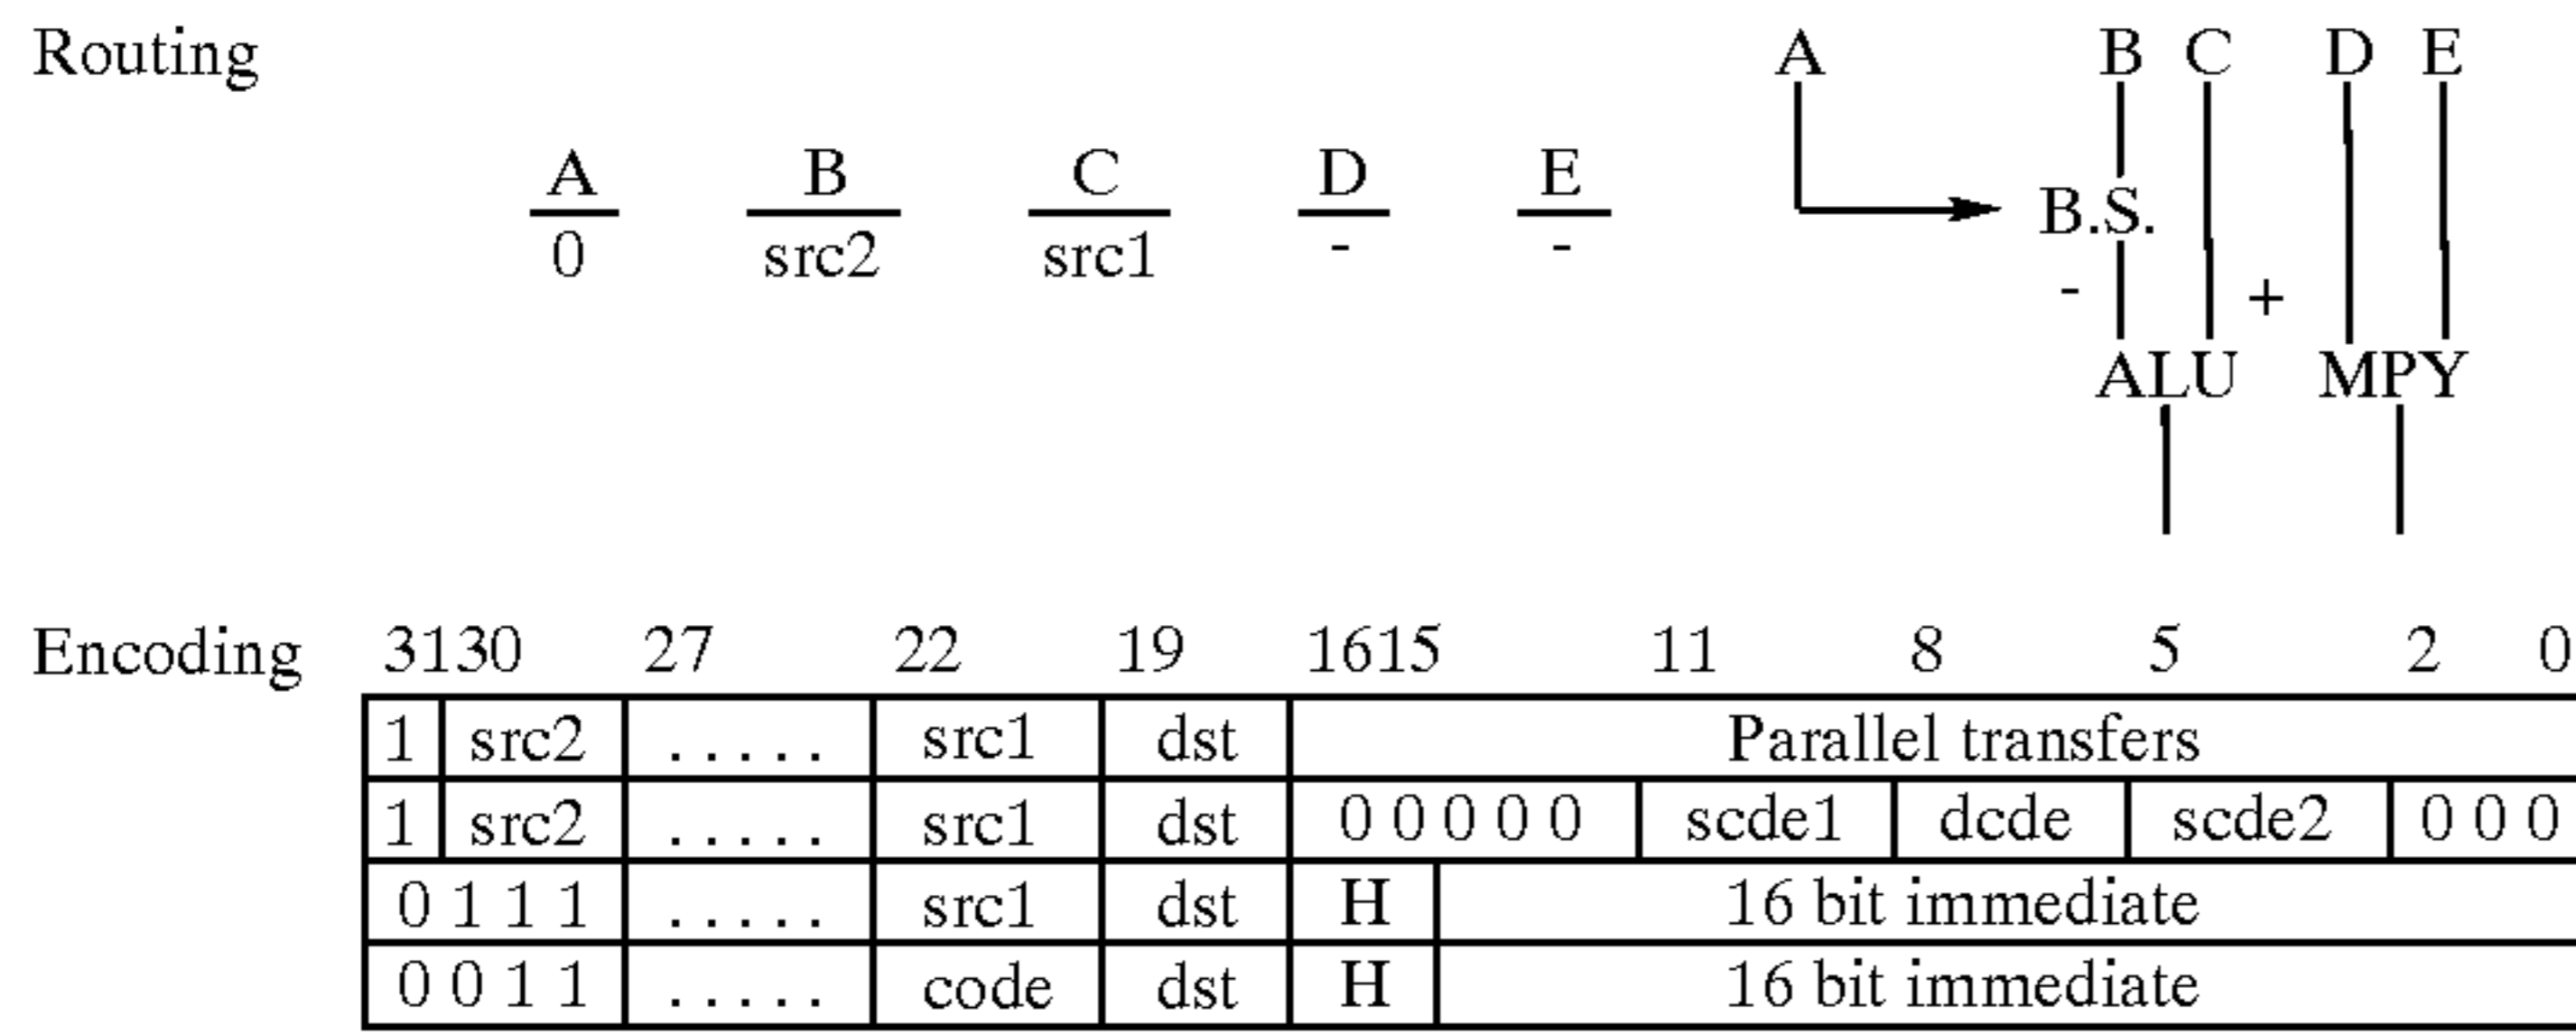 Routing A B C D E
A B C D E
0 src2 src1 - - B.S.
- +
ALU MPY
Encoding 3130 27 22 19 1615 11 8 5 2 0
1 src2 ..... src1 dst Parallel transfers
1 src2 ..... src1 dst 0 0 0 0 0 scde1 dcde scde2 0 0 0
0 1 1 1 ..... src1 dst H 16 bit immediate
0 0 1 1 ..... code dst H 16 bit immediate